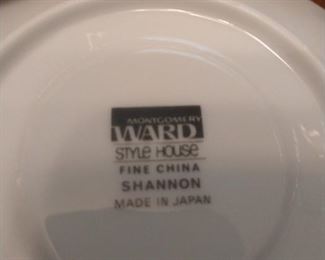 MONTGOMERY
WARD
STYLE HOUSE
FINE CHINA
SHANNON
MADE IN JAPAN